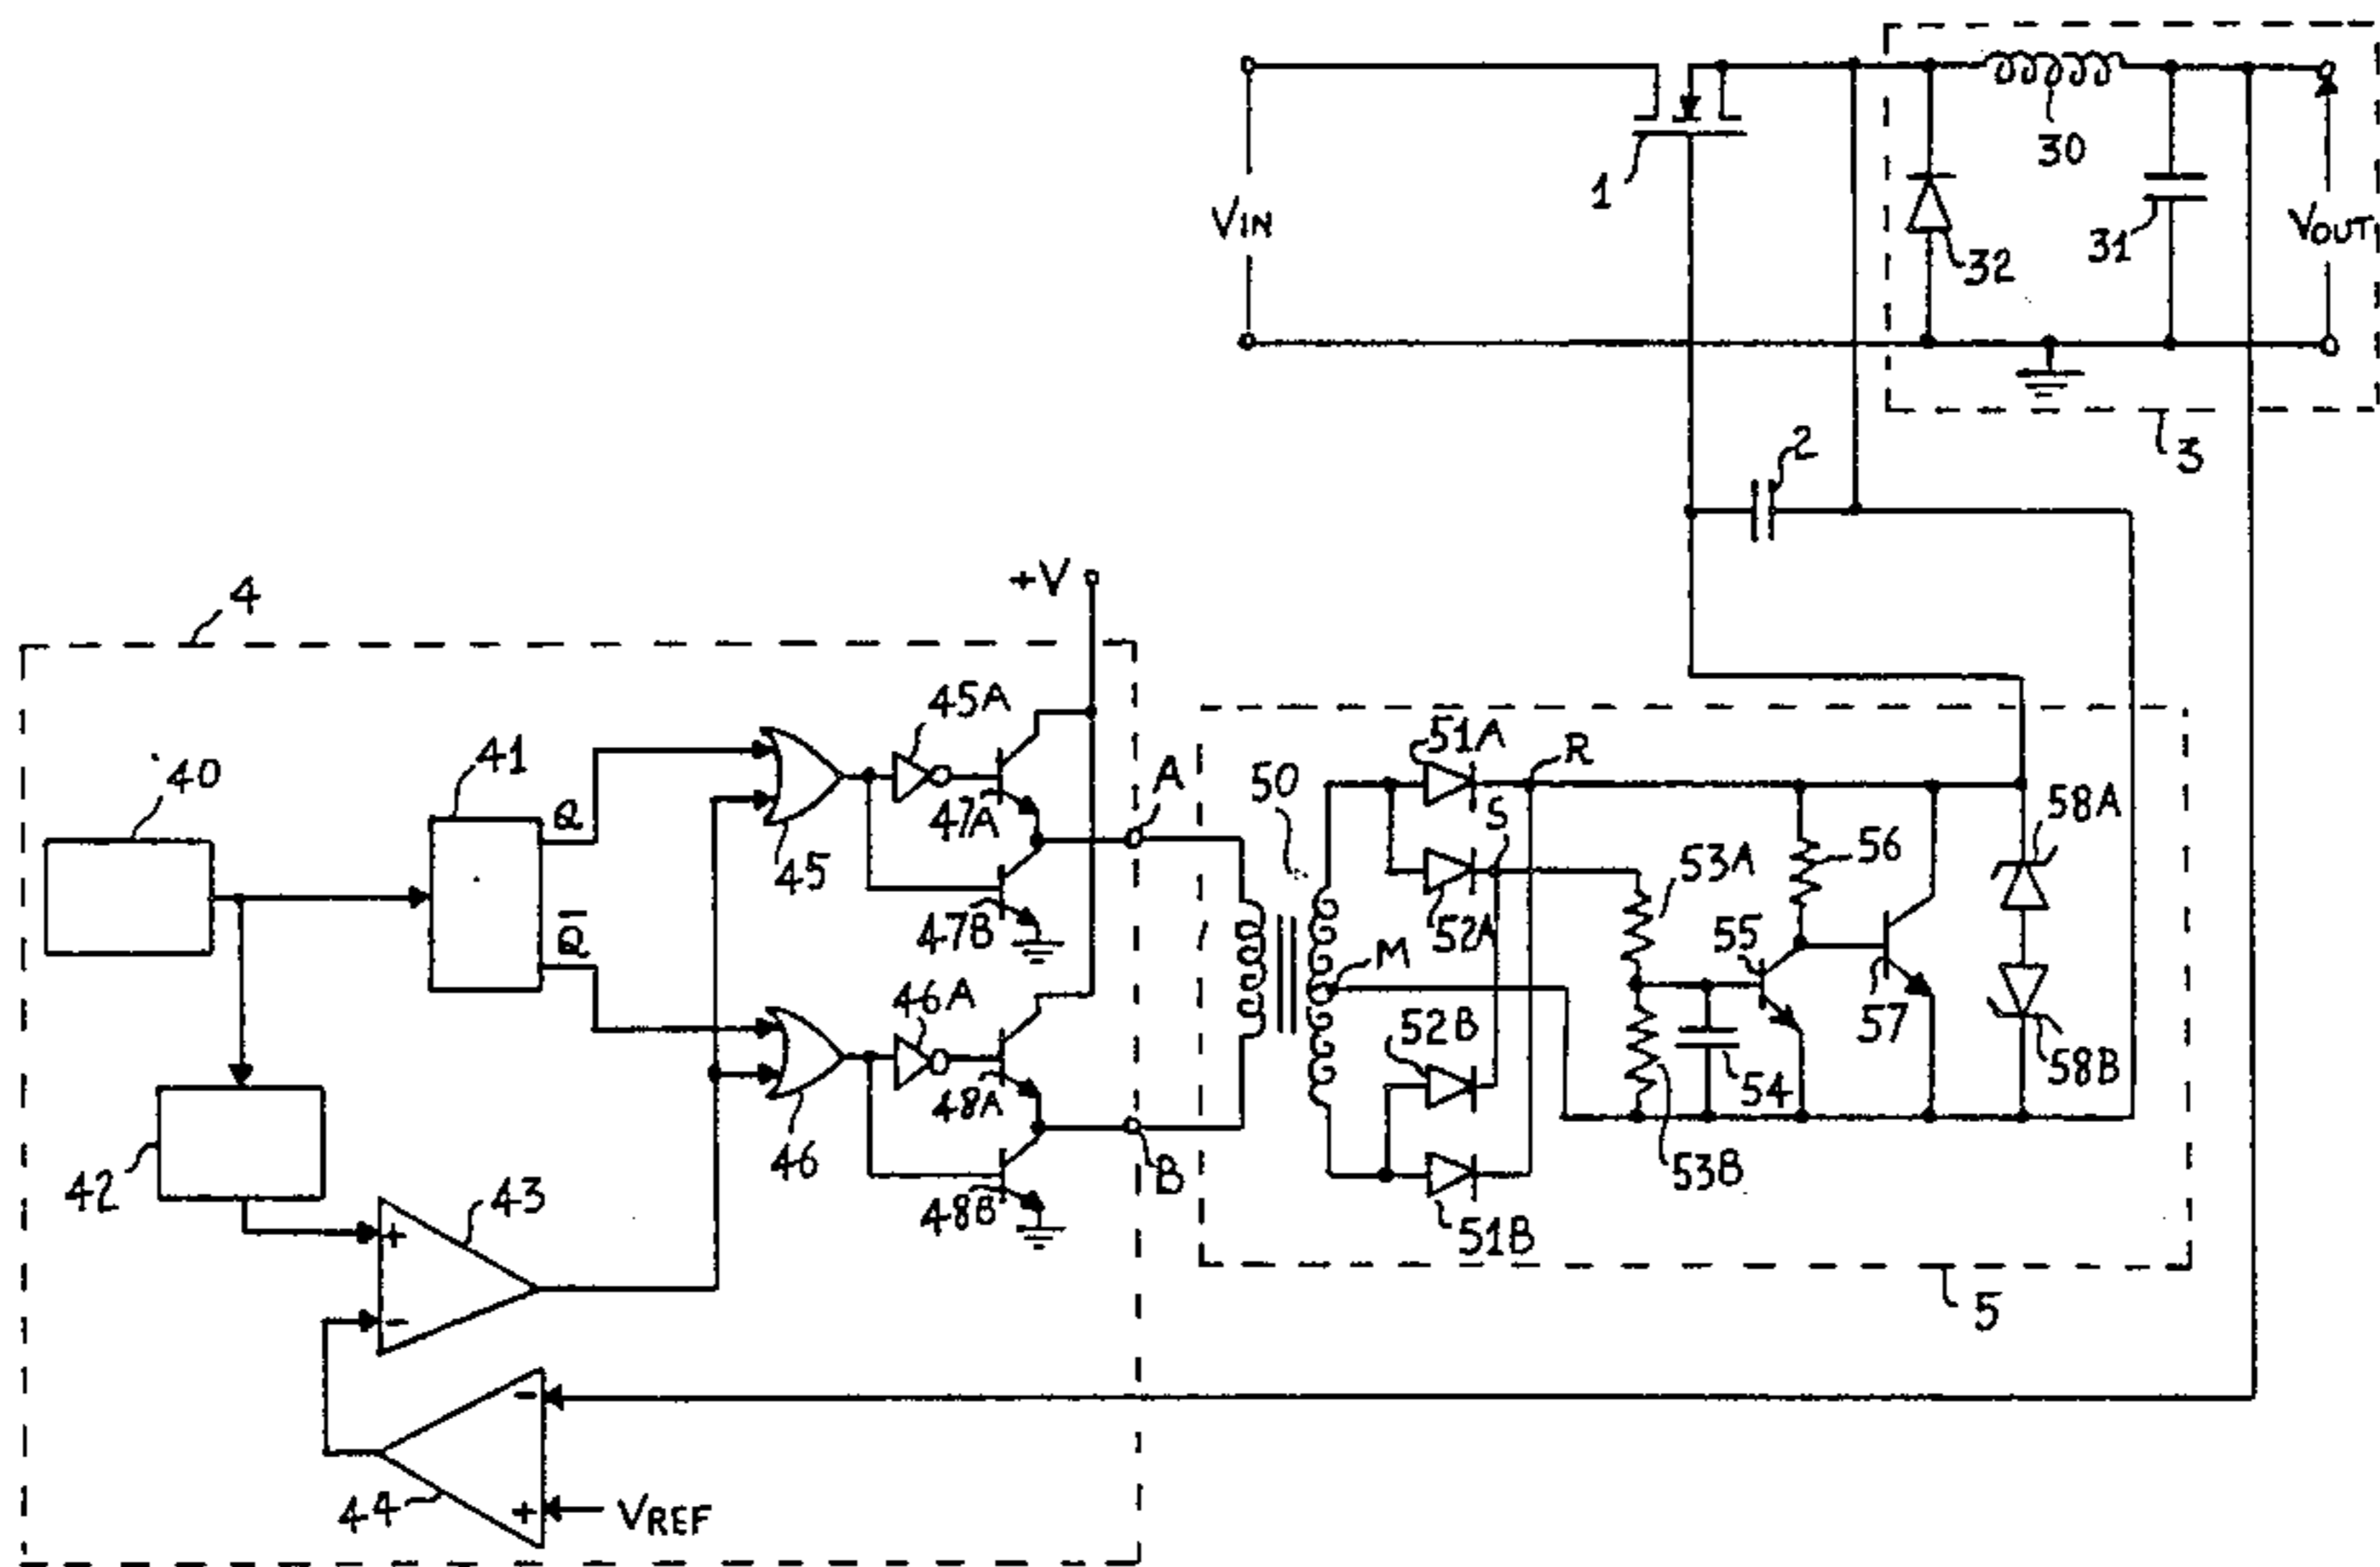 1
VIN
30
31
32
VOUT
3
2
+V
4
40
41
Q
Q̅
45A
47A
45
47B
A
46A
48A
46
48B
B
42
43
+
-
44
-
+
VREF
50
51A
R
S
52A
M
52B
51B
53A
53B
54
55
56
57
58A
58B
5